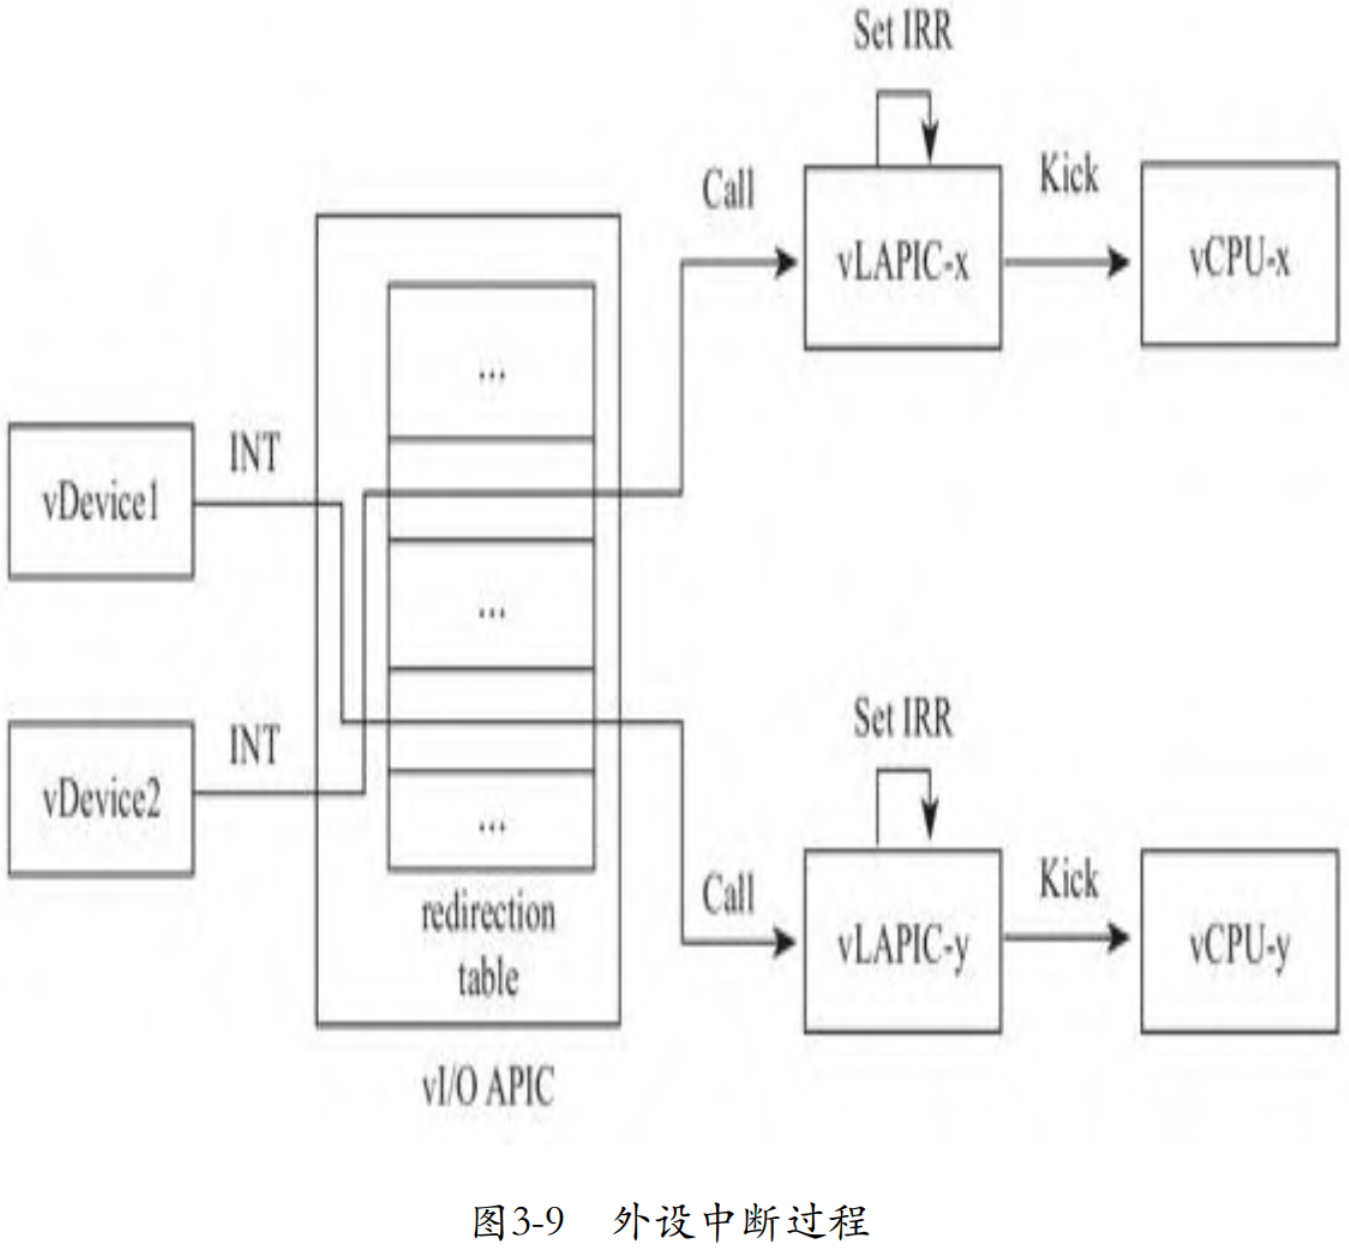 Set IRR
Call
Kick
vLAPIC-x
vCPU-x
...
INT
vDevice1
...
INT
vDevice2
...
redirection
table
vI/O APIC
Set IRR
Call
Kick
vLAPIC-y
vCPU-y
图3-9 外设中断过程